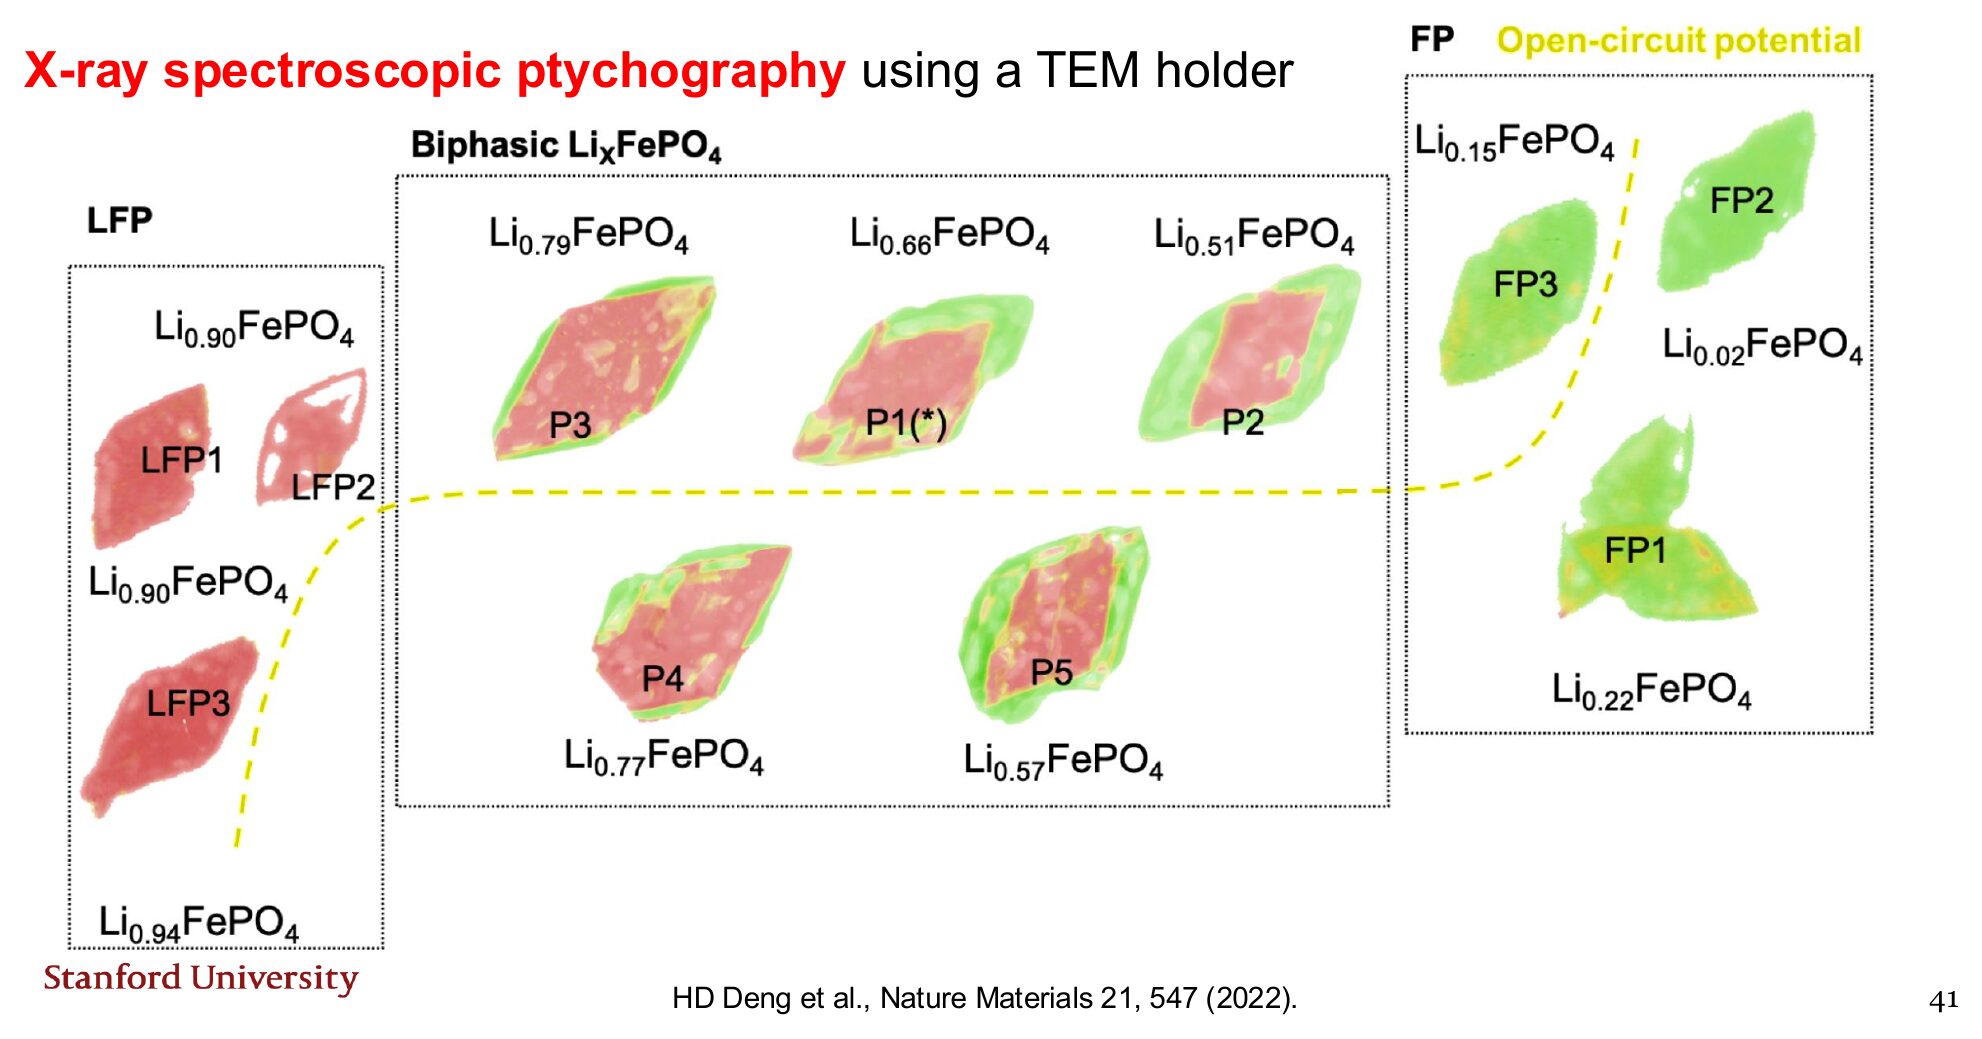 X-ray spectroscopic ptychography using a TEM holder
FP
Open-circuit potential
LFP
Li0.90FePO4
LFP1
LFP2
Li0.90FePO4
LFP3
Li0.94FePO4
Biphasic LiXFePO4
Li0.79FePO4
Li0.66FePO4
Li0.51FePO4
P3
P1(*)
P2
P4
P5
Li0.77FePO4
Li0.57FePO4
Li0.15FePO4
FP2
FP3
Li0.02FePO4
FP1
Li0.22FePO4
Stanford University
HD Deng et al., Nature Materials 21, 547 (2022).
41